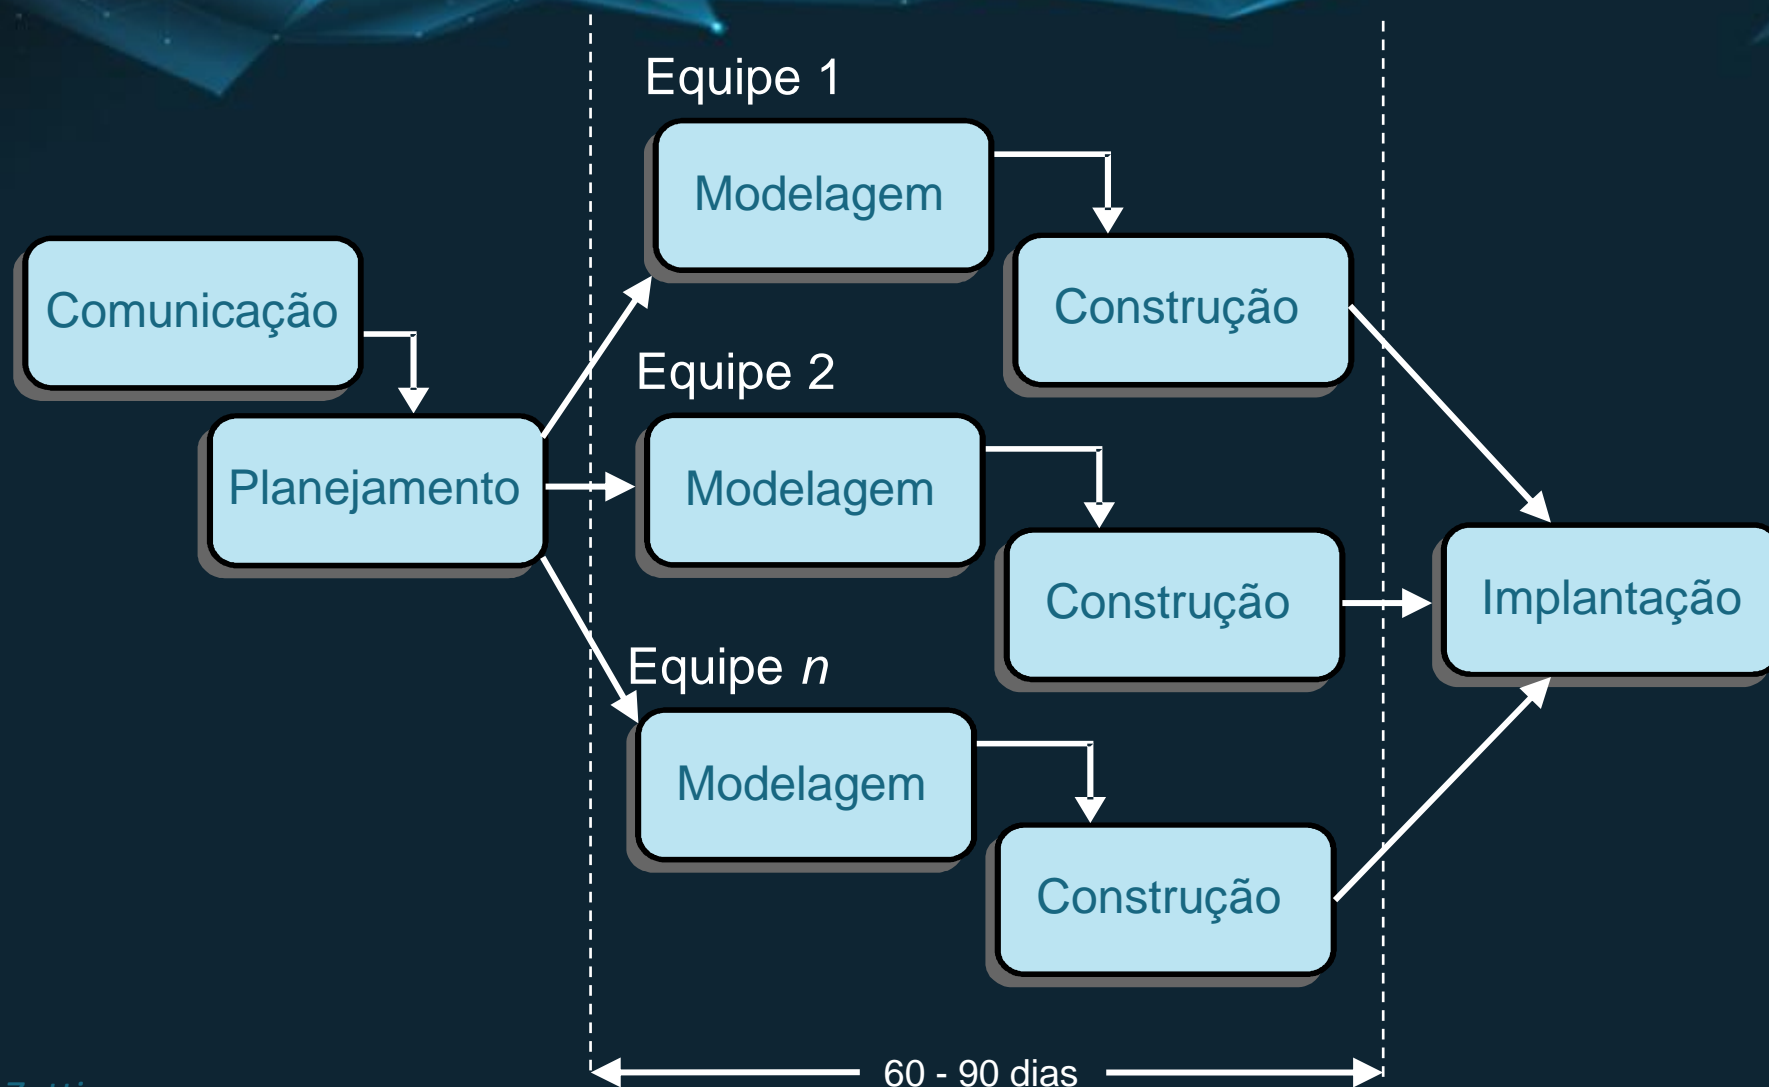 Equipe 1
Modelagem
Comunicação
Construção
Equipe 2
Planejamento
Modelagem
Construção
Implantação
Equipe n
Modelagem
Construção
60 - 90 dias